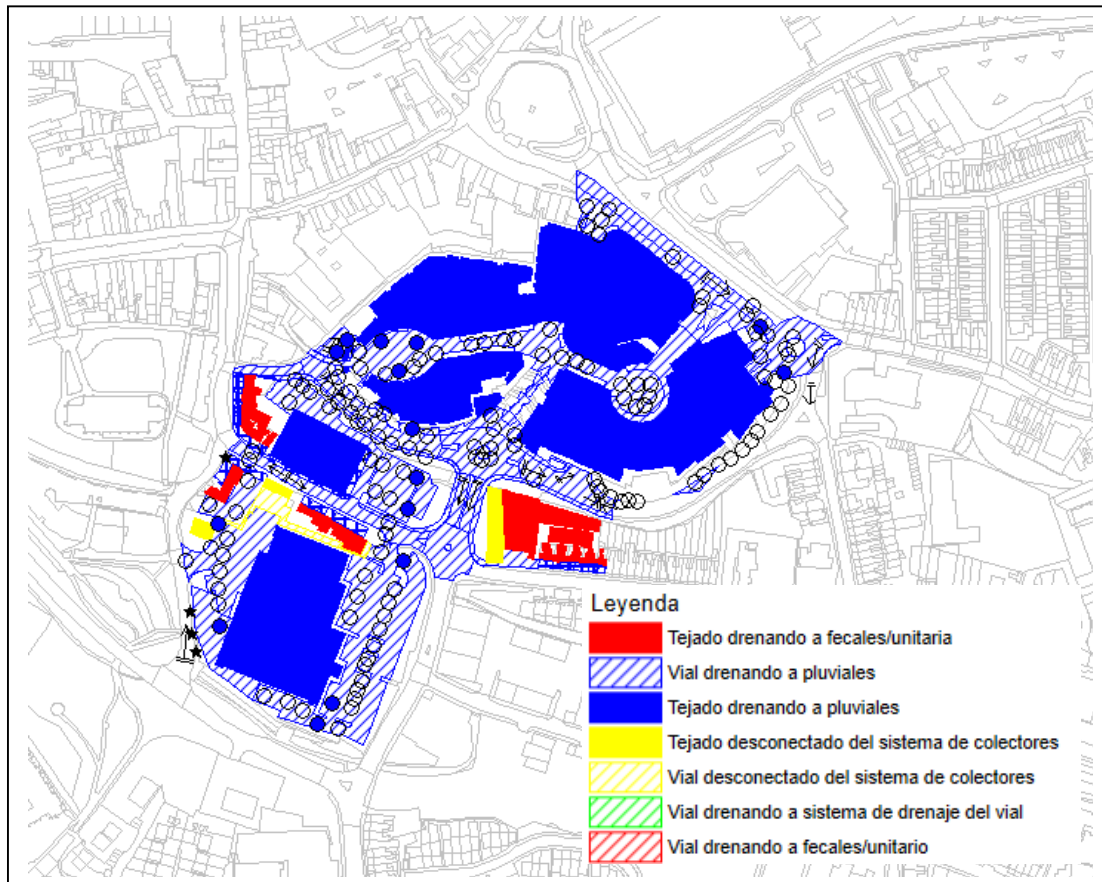 Leyenda
Tejado drenando a fecales/unitaria
Vial drenando a pluviales
Tejado drenando a pluviales
Tejado desconectado del sistema de colectores
Vial desconectado del sistema de colectores
Vial drenando a sistema de drenaje del vial
Vial drenando a fecales/unitario